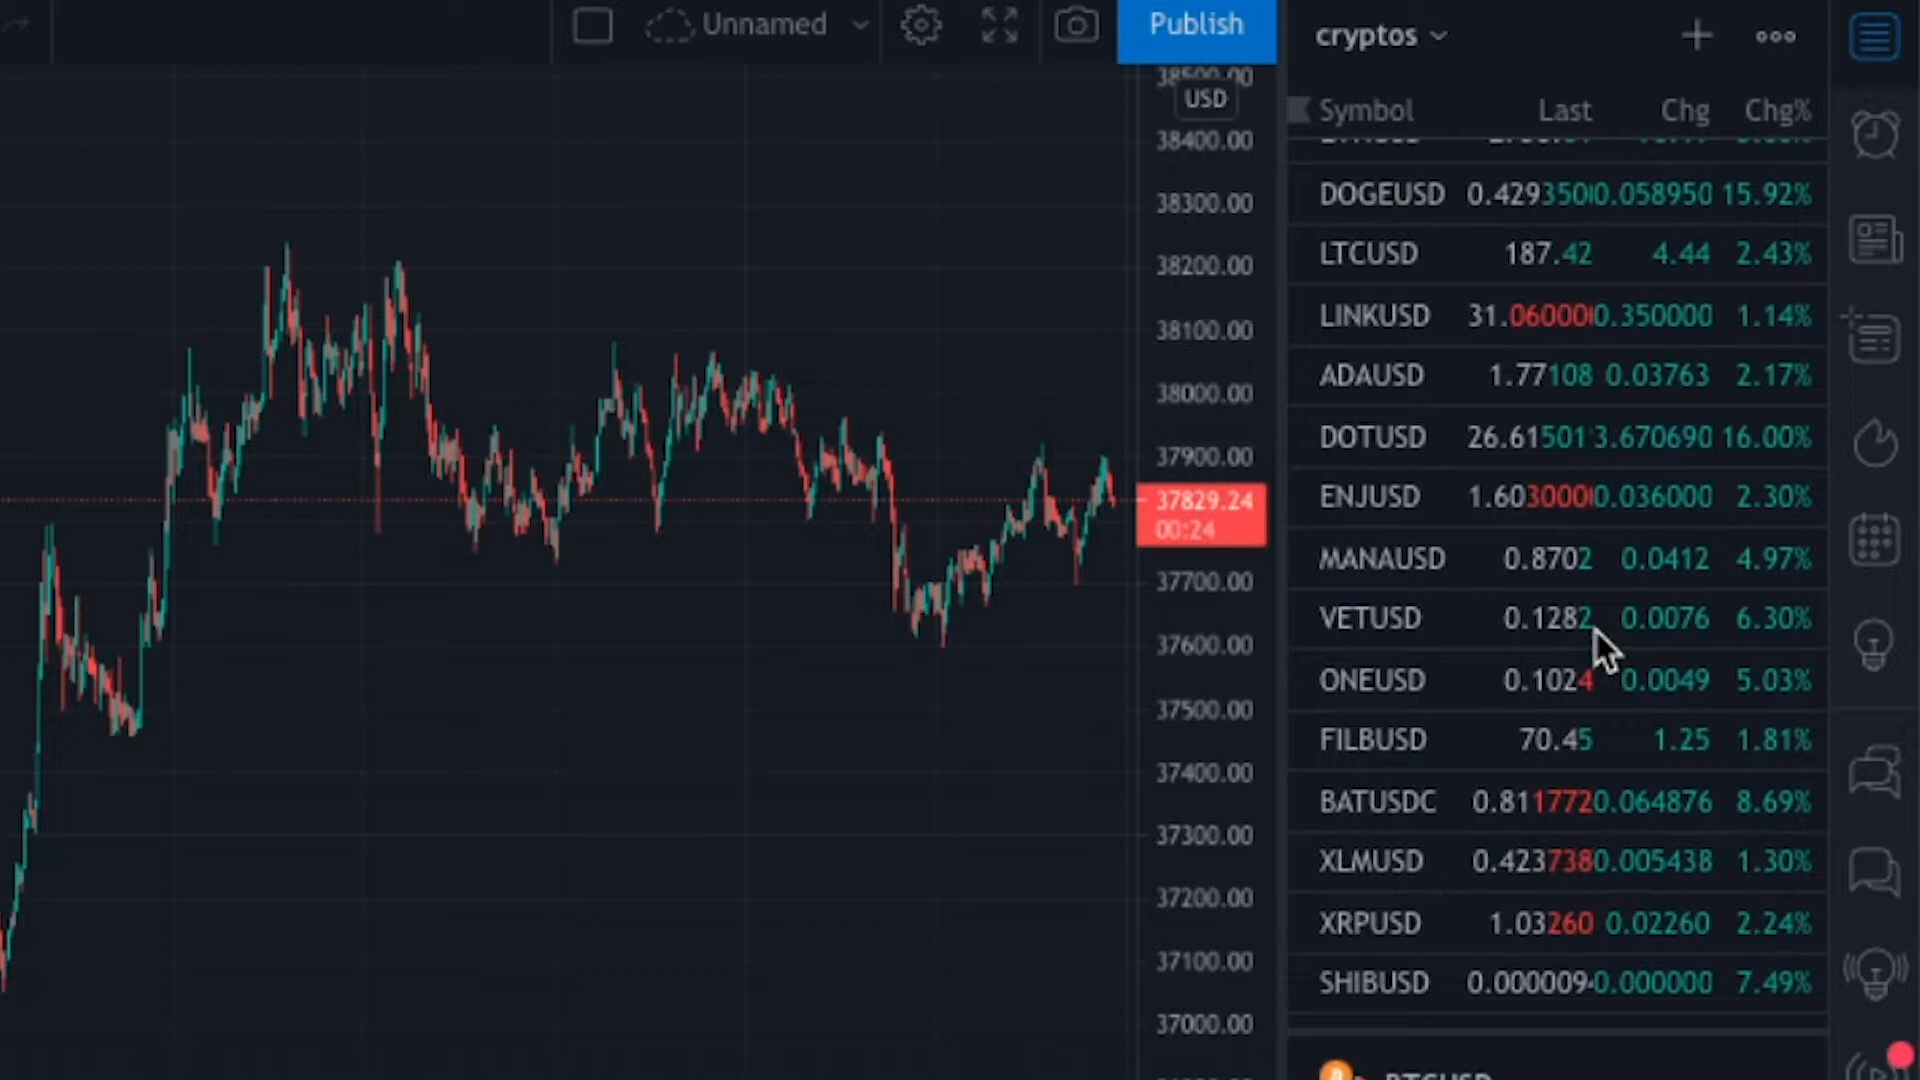 Unnamed
Publish
cryptos
Symbol Last Chg Chg%
DOGEUSD 0.429350 0.058950 15.92%
LTCUSD 187.42 4.44 2.43%
LINKUSD 31.06000 0.350000 1.14%
ADAUSD 1.77108 0.03763 2.17%
DOTUSD 26.61501 3.670690 16.00%
ENJUSD 1.603000 0.036000 2.30%
MANAUSD 0.8702 0.0412 4.97%
VETUSD 0.1282 0.0076 6.30%
ONEUSD 0.1024 0.0049 5.03%
FILBUSD 70.45 1.25 1.81%
BATUSDC 0.811772 0.064876 8.69%
XLMUSD 0.423738 0.005438 1.30%
XRPUSD 1.03260 0.02260 2.24%
SHIBUSD 0.0000094 0.000000 7.49%
BTCUSD
38500.00
USD
38400.00
38300.00
38200.00
38100.00
38000.00
37900.00
37829.24
00:24
37700.00
37600.00
37500.00
37400.00
37300.00
37200.00
37100.00
37000.00